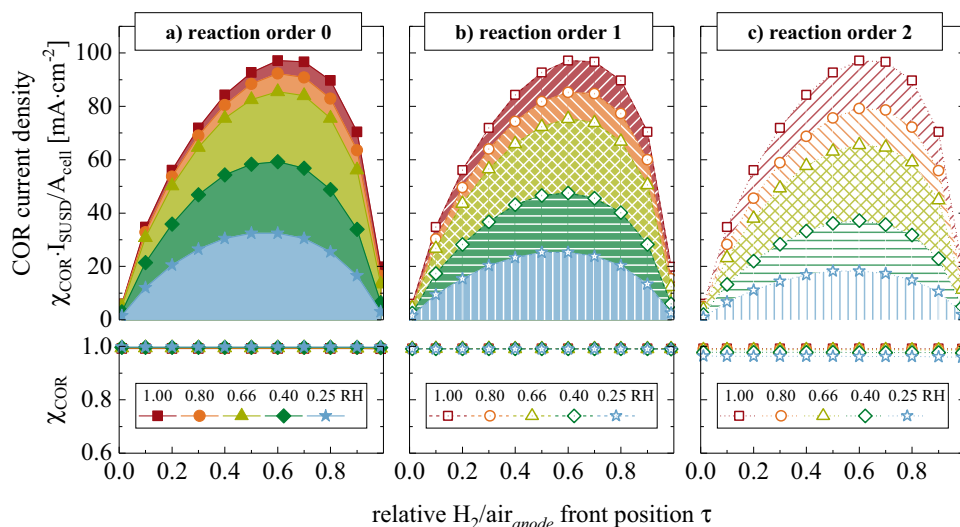 a) reaction order 0
b) reaction order 1
c) reaction order 2
COR current density
χCOR·ISUSD/Acell [mA·cm-2]
100
80
60
40
20
0
χCOR
1.0
0.8
0.6
1.00 0.80 0.66 0.40 0.25 RH
1.00 0.80 0.66 0.40 0.25 RH
1.00 0.80 0.66 0.40 0.25 RH
0.0 0.2 0.4 0.6 0.8 0.0 0.2 0.4 0.6 0.8 0.0 0.2 0.4 0.6 0.8
relative H2/airanode front position τ